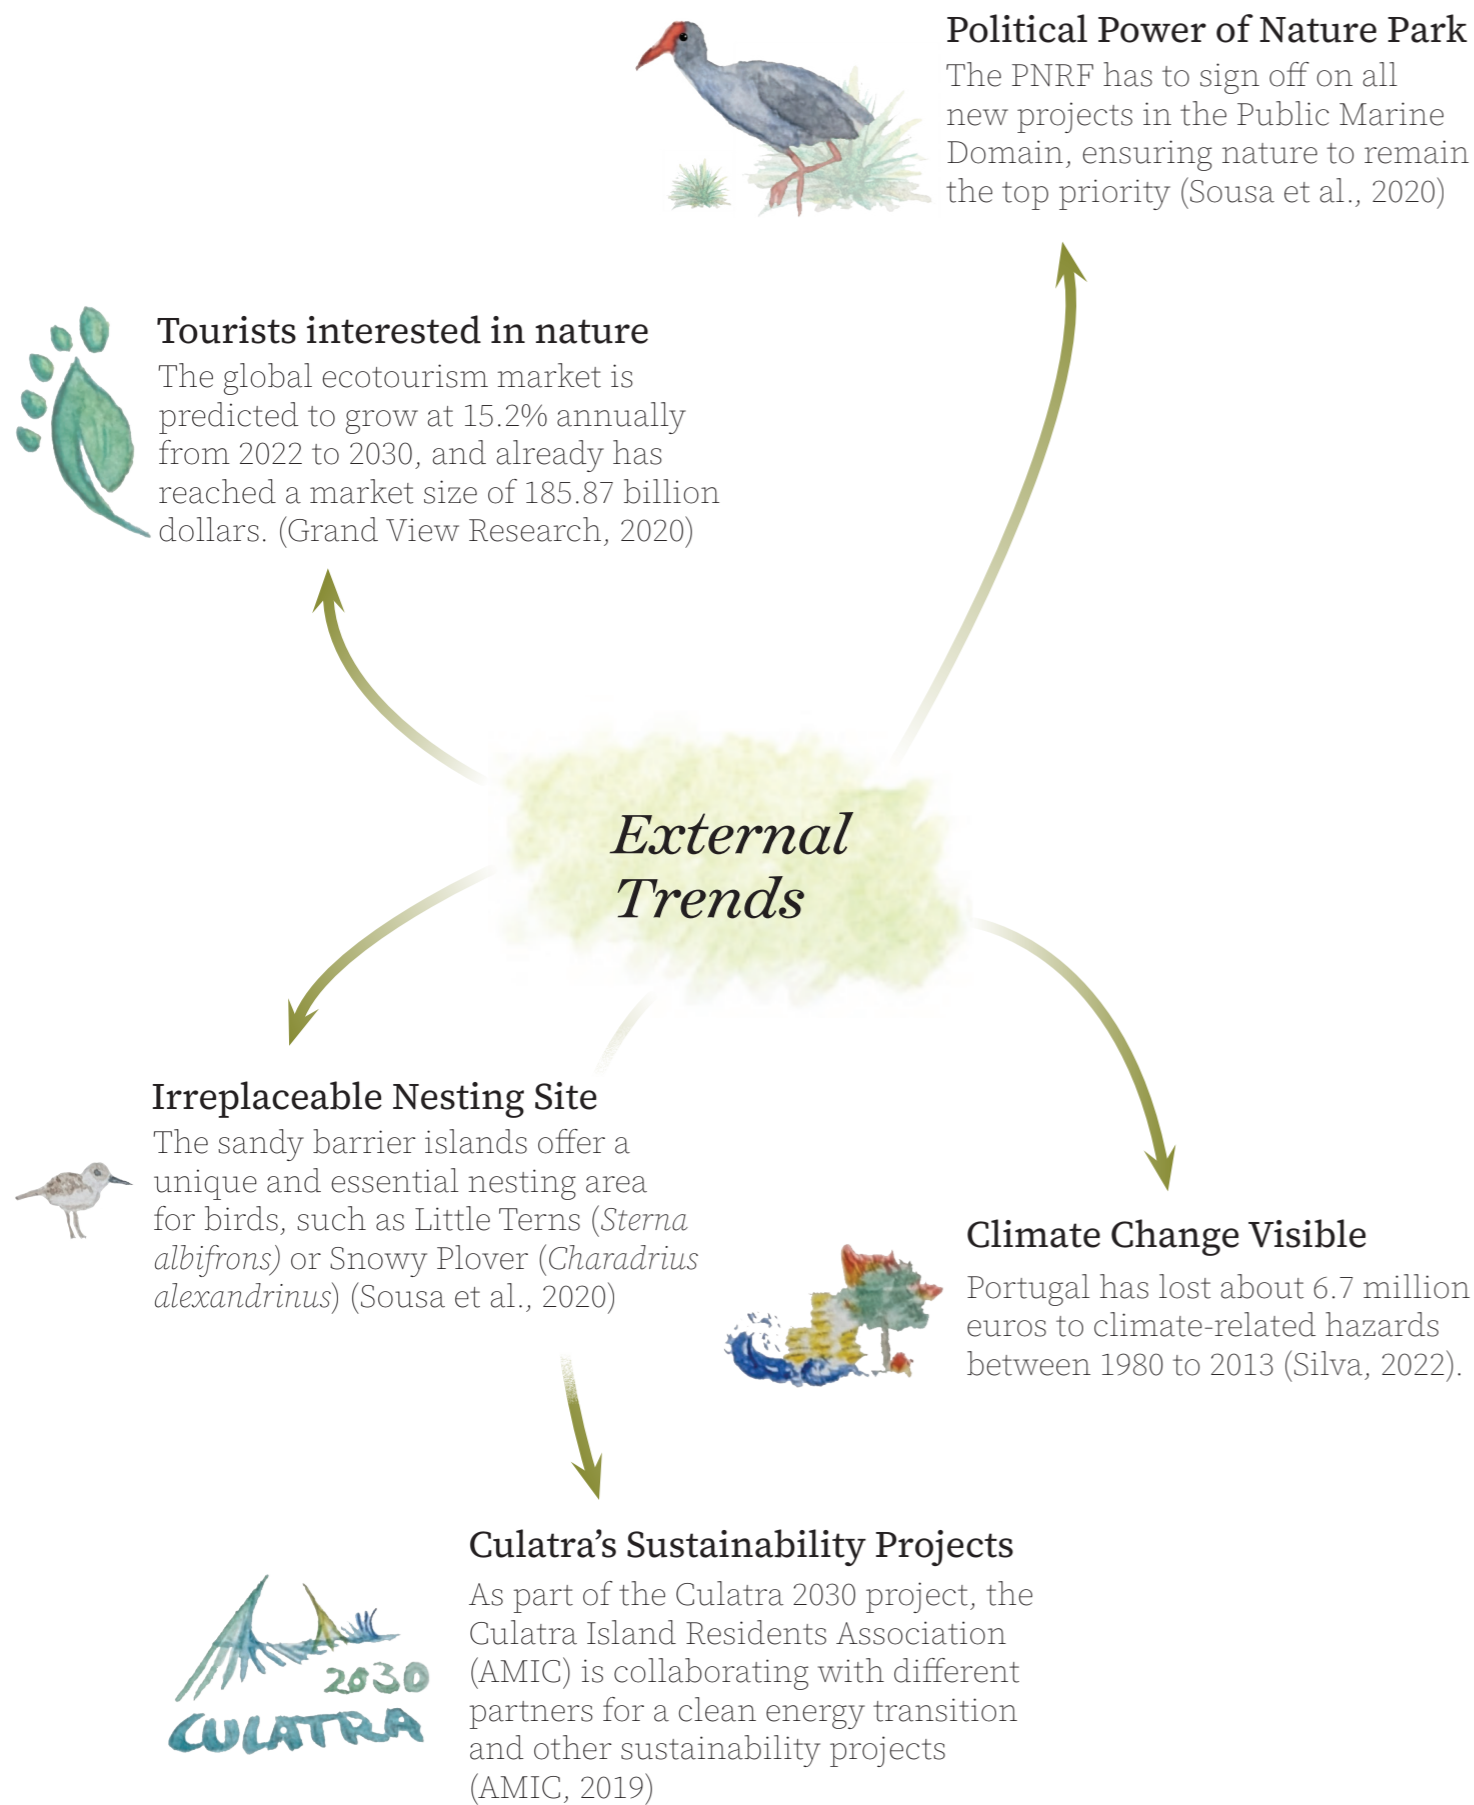 Political Power of Nature Park
The PNRF has to sign off on all
new projects in the Public Marine
Domain, ensuring nature to remain
the top priority (Sousa et al., 2020)
Tourists interested in nature
The global ecotourism market is
predicted to grow at 15.2% annually
from 2022 to 2030, and already has
reached a market size of 185.87 billion
dollars. (Grand View Research, 2020)
External
Trends
Irreplaceable Nesting Site
The sandy barrier islands offer a
unique and essential nesting area
for birds, such as Little Terns (Sterna
albifrons) or Snowy Plover (Charadrius
alexandrinus) (Sousa et al., 2020)
Climate Change Visible
Portugal has lost about 6.7 million
euros to climate-related hazards
between 1980 to 2013 (Silva, 2022).
Culatra’s Sustainability Projects
As part of the Culatra 2030 project, the
Culatra Island Residents Association
(AMIC) is collaborating with different
partners for a clean energy transition
and other sustainability projects
(AMIC, 2019)
2030
CULATRA